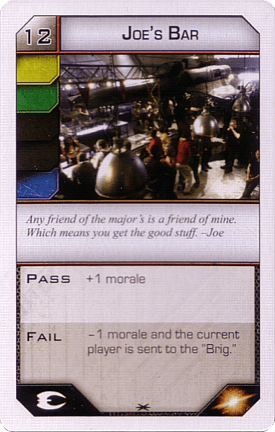 12 JOE'S BAR
Any friend of the major's is a friend of mine.
Which means you get the good stuff. –Joe
PASS +1 morale
FAIL –1 morale and the current
player is sent to the "Brig."